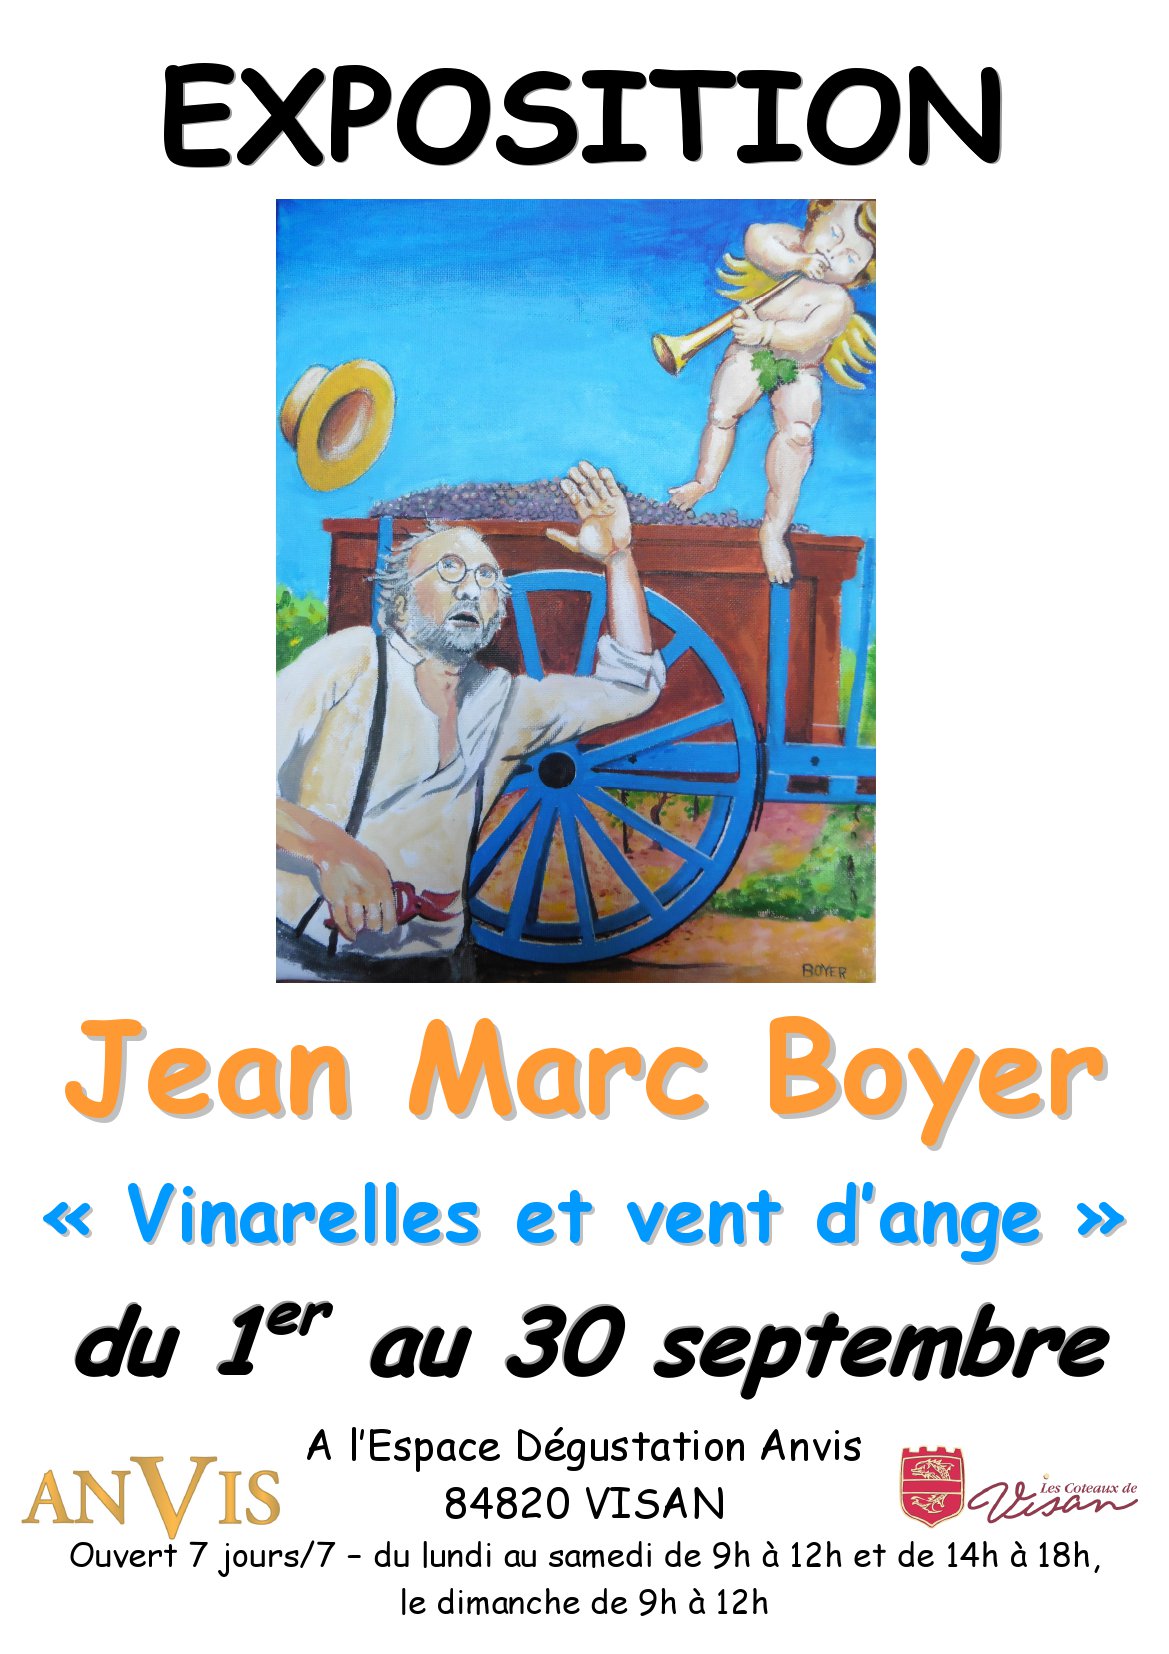 EXPOSITION
BOYER
Jean Marc Boyer
« Vinarelles et vent d’ange »
du 1er au 30 septembre
A l’Espace Dégustation Anvis
ANVIS
84820 VISAN
Les Coteaux de
Visan
Ouvert 7 jours/7 – du lundi au samedi de 9h à 12h et de 14h à 18h,
le dimanche de 9h à 12h